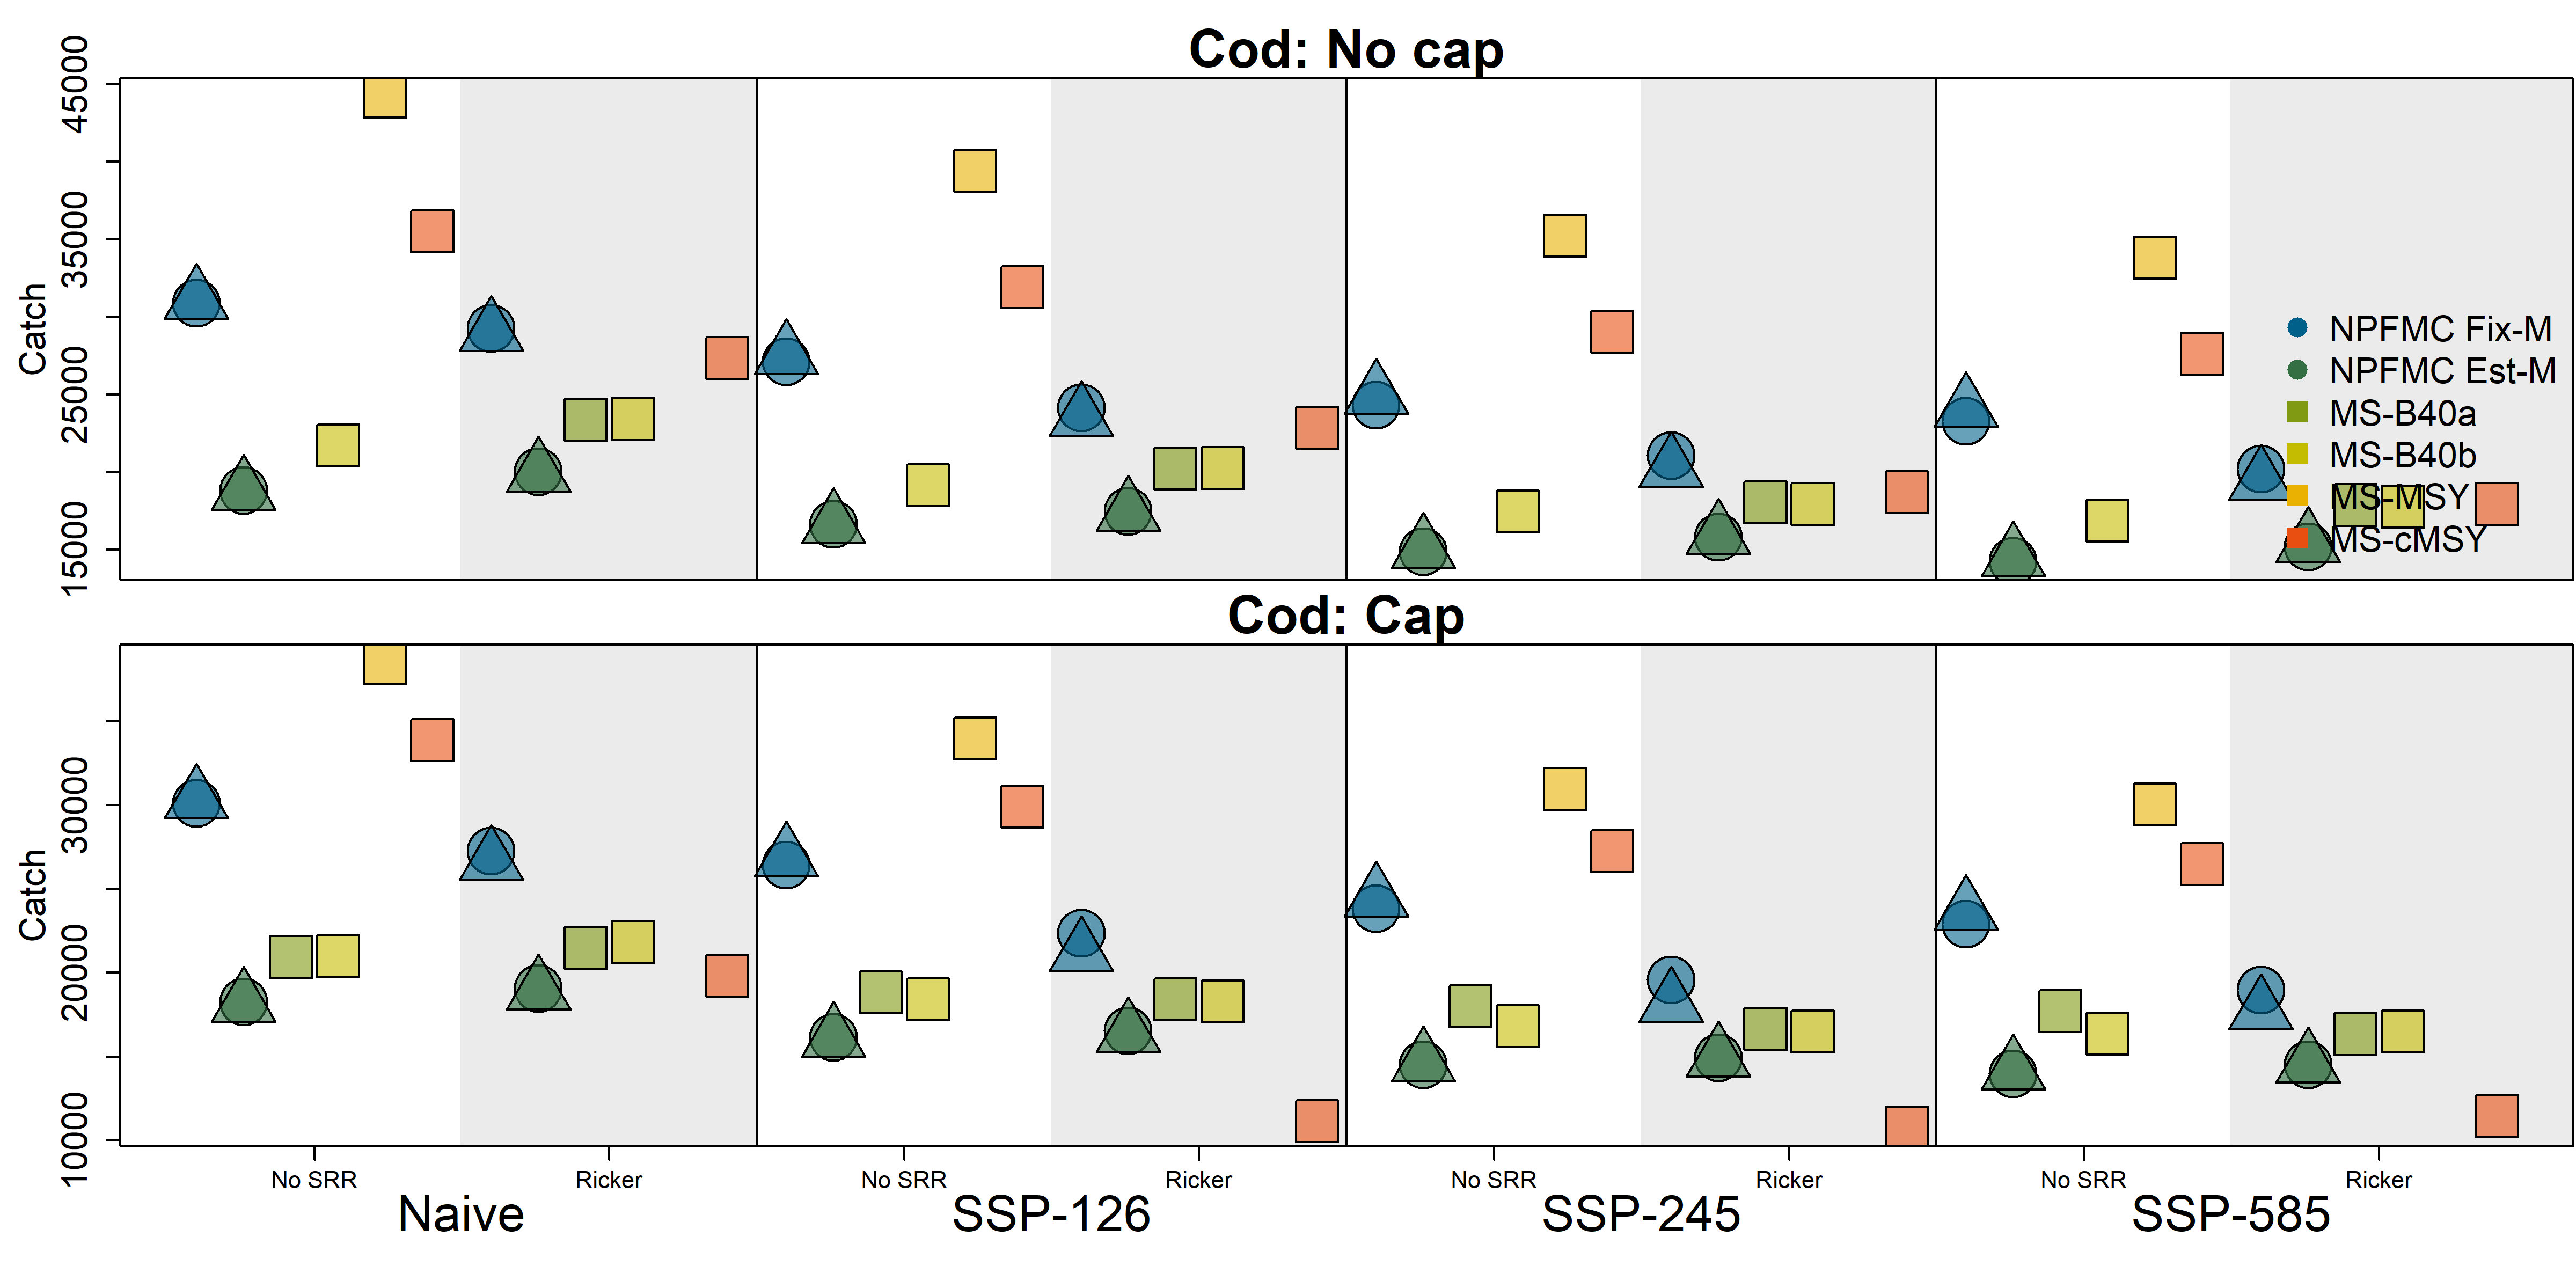 Cod: No cap
Catch
45000
35000
25000
15000
NPFMC Fix-M
NPFMC Est-M
MS-B40a
MS-B40b
MS-MSY
MS-cMSY
Cod: Cap
Catch
30000
20000
10000
No SRR Ricker No SRR Ricker No SRR Ricker No SRR Ricker
Naive SSP-126 SSP-245 SSP-585